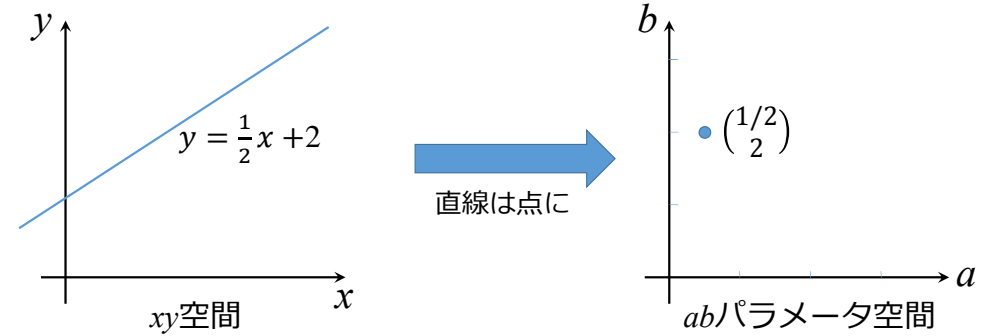 y
y = 1/2 x + 2
x
xy空間
直線は点に
b
(1/2
2)
a
abパラメータ空間